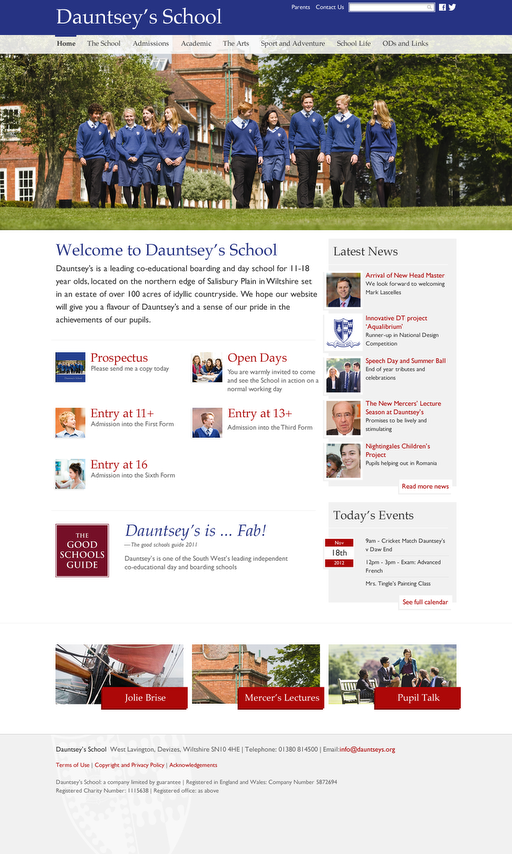 Dauntsey's School
Parents Contact Us
Home The School Admissions Academic The Arts Sport and Adventure School Life ODs and Links
Welcome to Dauntsey's School
Dauntsey's is a leading co-educational boarding and day school for 11-18
year olds, located on the northern edge of Salisbury Plain in Wiltshire set
in an estate of over 100 acres of idyllic countryside. We hope our website
will give you a flavour of Dauntsey's and a sense of our pride in the
achievements of our pupils.
Prospectus
Please send me a copy today
Open Days
You are warmly invited to come
and see the School in action on a
normal working day
Entry at 11+
Admission into the First Form
Entry at 13+
Admission into the Third Form
Entry at 16
Admission into the Sixth Form
THE
GOOD
SCHOOLS
GUIDE
Dauntsey's is ... Fab!
— The good schools guide 2011
Dauntsey's is one of the South West's leading independent
co-educational day and boarding schools
Latest News
Arrival of New Head Master
We look forward to welcoming
Mark Lascelles
Innovative DT project
'Aqualibrium'
Runner-up in National Design
Competition
Speech Day and Summer Ball
End of year tributes and
celebrations
The New Mercers' Lecture
Season at Dauntsey's
Promises to be lively and
stimulating
Nightingales Children's
Project
Pupils helping out in Romania
Read more news
Today's Events
Nov
18th
2012
9am - Cricket Match Dauntsey's
v Daw End
12pm - 3pm - Exam: Advanced
French
Mrs. Tingle's Painting Class
See full calendar
Jolie Brise
Mercer's Lectures
Pupil Talk
Dauntsey's School West Lavington, Devizes, Wiltshire SN10 4HE | Telephone: 01380 814500 | Email:info@dauntseys.org
Terms of Use | Copyright and Privacy Policy | Acknowledgements
Dauntsey's School: a company limited by guarantee | Registered in England and Wales: Company Number 5872694
Registered Charity Number: 1115638 | Registered office: as above